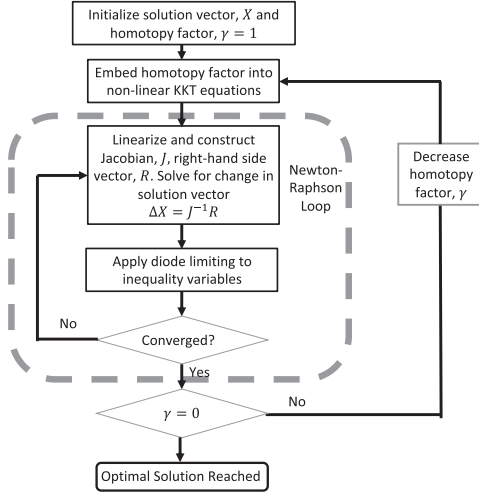 Initialize solution vector, X and
homotopy factor, γ = 1
Embed homotopy factor into
non-linear KKT equations
Linearize and construct
Jacobian, J, right-hand side
vector, R. Solve for change in
solution vector
ΔX = J⁻¹R
Newton-
Raphson
Loop
Decrease
homotopy
factor, γ
Apply diode limiting to
inequality variables
No
Converged?
Yes
γ = 0
No
Optimal Solution Reached